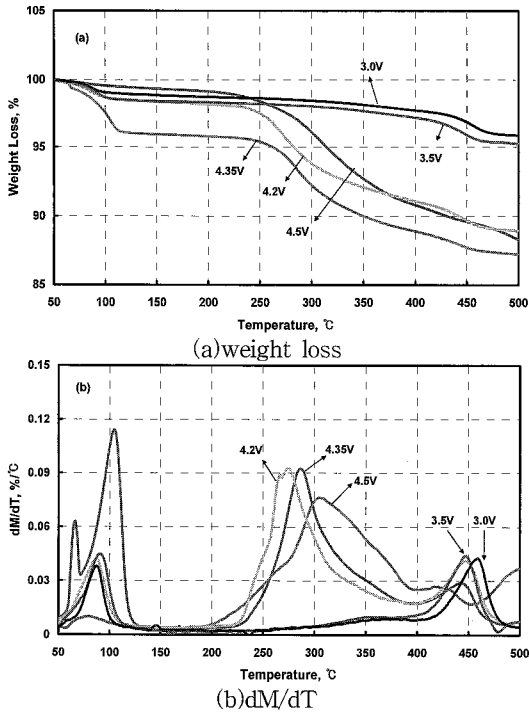 105
(a)
3.0V
100
3.5V
95
4.35V
4.2V
4.5V
90
85
50 100 150 200 250 300 350 400 450 500
Weight Loss, %
Temperature, ℃
(a)weight loss
0.15
(b)
0.12
4.2V
4.35V
0.09
4.5V
0.06
3.5V
3.0V
0.03
0
50 100 150 200 250 300 350 400 450 500
dM/dT, %/℃
Temperature, ℃
(b)dM/dT